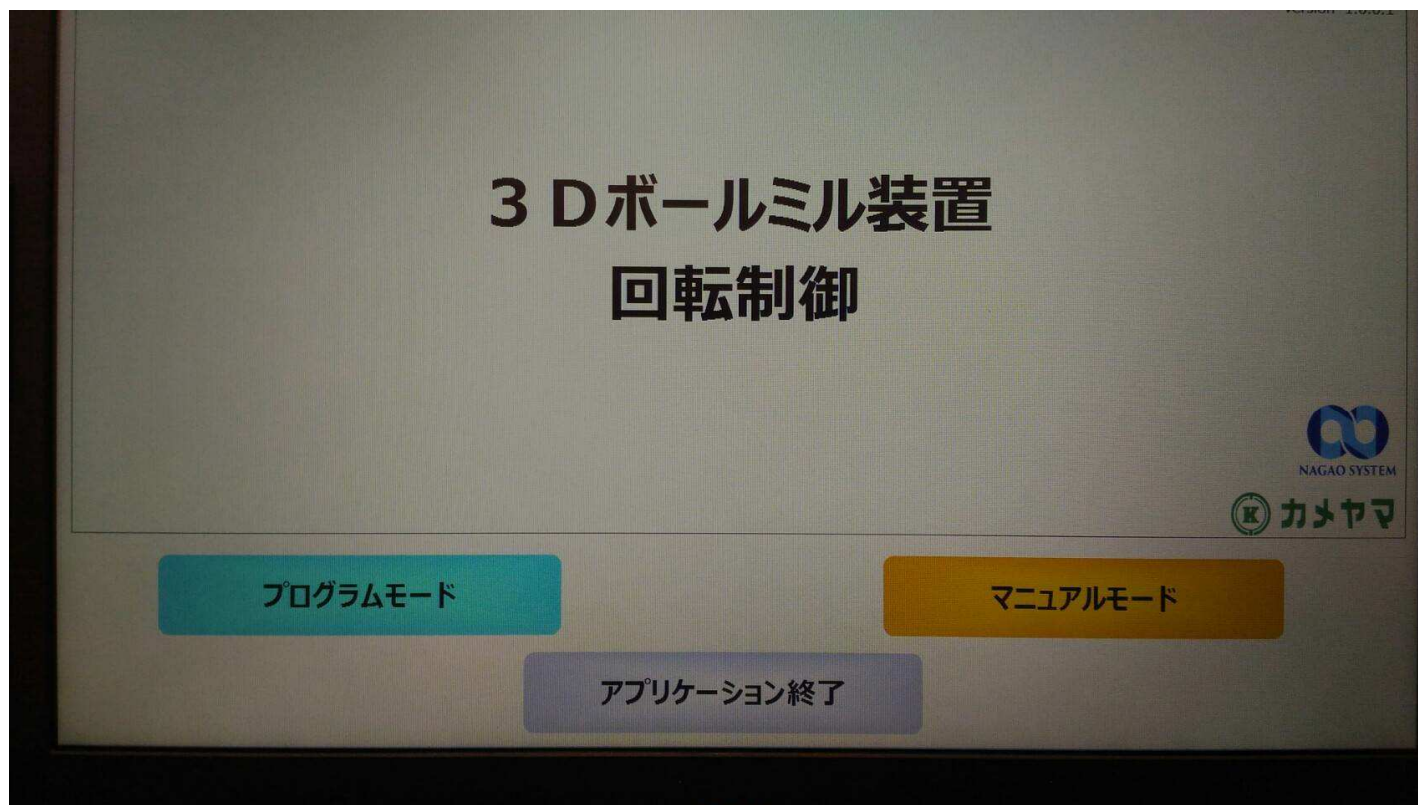 ３Ｄボールミル装置
回転制御
NAGAO SYSTEM
K カメヤマ
プログラムモード
マニュアルモード
アプリケーション終了